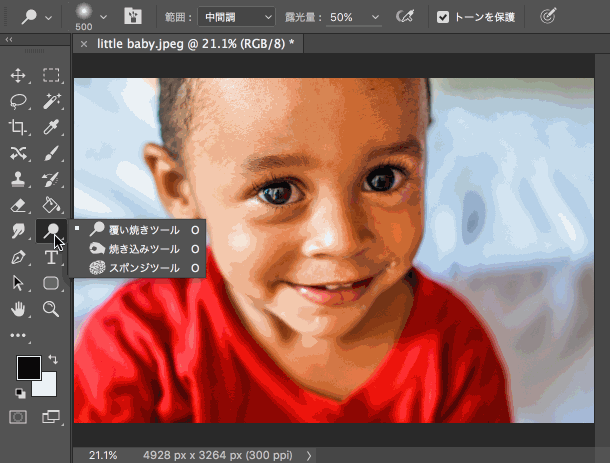 範囲： 中間調 露光量： 50% トーンを保護
500
× little baby.jpeg @ 21.1% (RGB/8) *
覆い焼きツール O
焼き込みツール O
スポンジツール O
T
21.1% 4928 px x 3264 px (300 ppi)